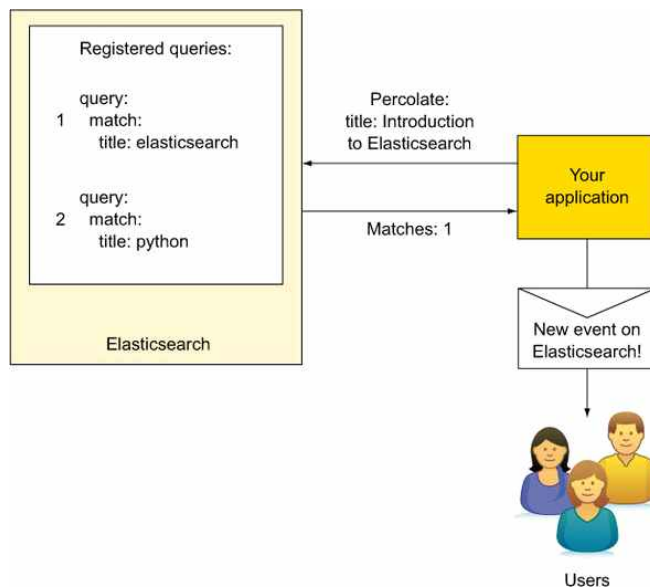 Registered queries:
query:
1 match:
title: elasticsearch
query:
2 match:
title: python
Elasticsearch
Percolate:
title: Introduction
to Elasticsearch
Matches: 1
Your
application
New event on
Elasticsearch!
Users